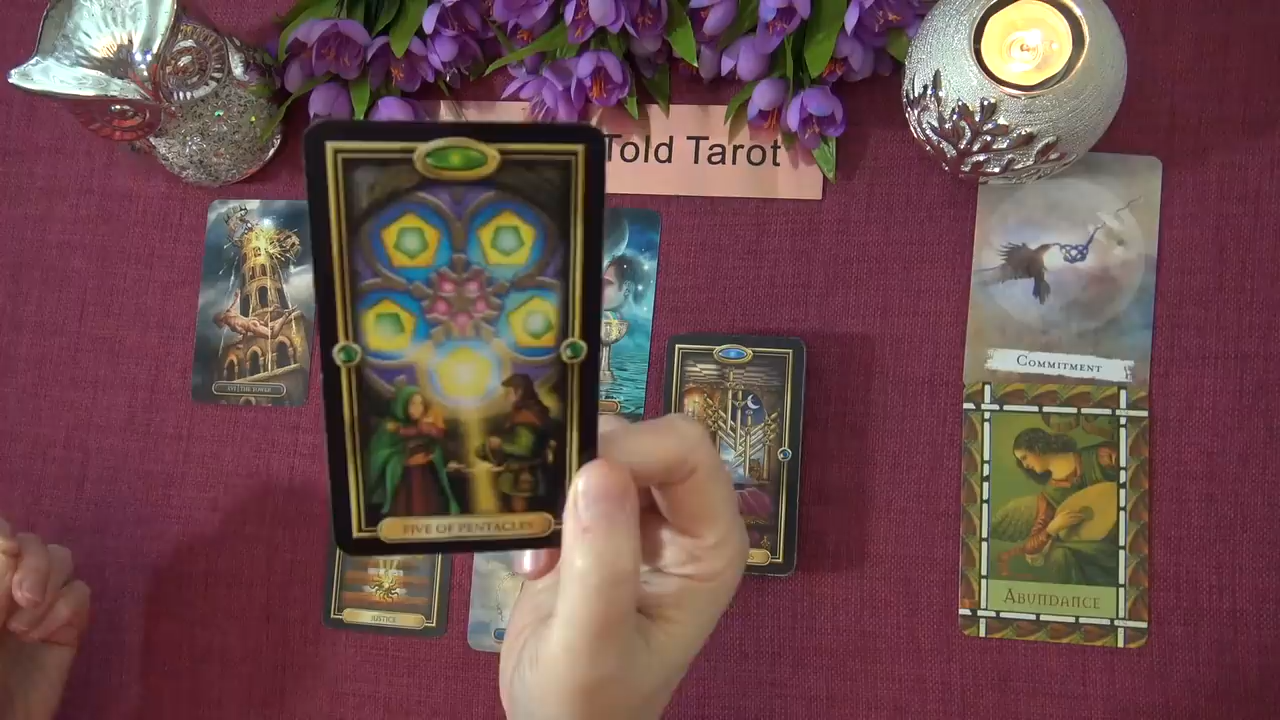 Told Tarot
XVI | THE TOWER
COMMITMENT
FIVE OF PENTACLES
ABUNDANCE
JUSTICE